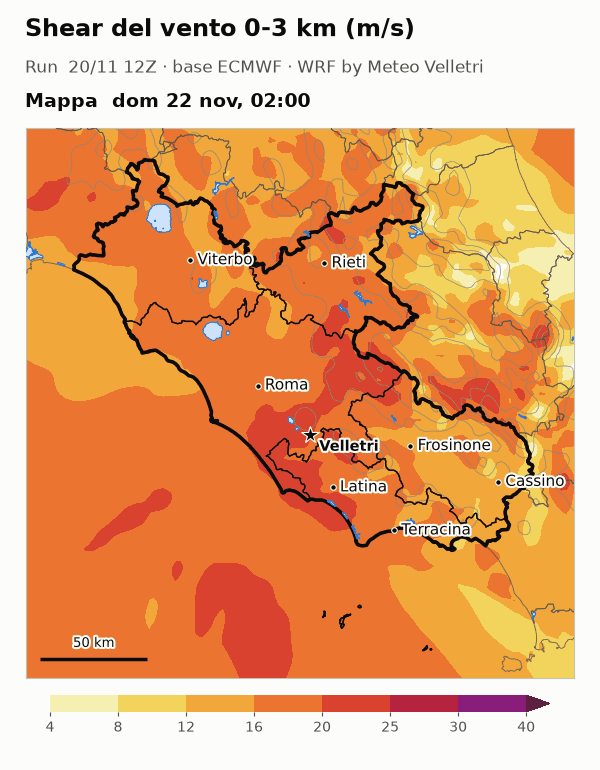 Shear del vento 0-3 km (m/s)
Run  20/11 12Z · base ECMWF · WRF by Meteo Velletri
Mappa  dom 22 nov, 02:00
Viterbo
Rieti
Roma
Velletri
Frosinone
Cassino
Latina
Terracina
50 km
4 8 12 16 20 25 30 40